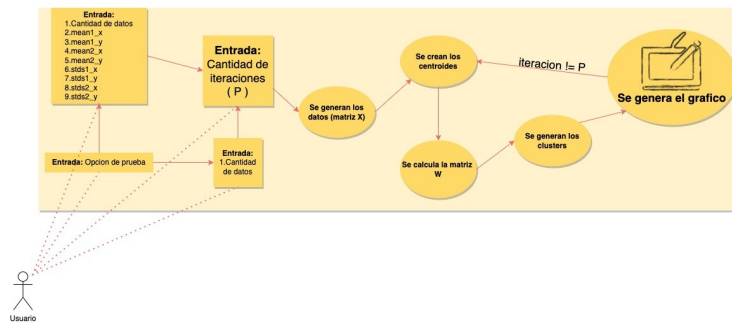 Entrada:
1.Cantidad de datos
2.mean1_x
3.mean1_y
4.mean2_x
5.mean2_y
6.stds1_x
7.stds1_y
8.stds2_x
9.stds2_y
Entrada:
Cantidad de
iteraciones
( P )
Entrada: Opcion de prueba
Entrada:
1.Cantidad
de datos
Se generan los
datos (matriz X)
Se crean los
centroides
Se calcula la matriz
W
Se generan los
clusters
iteracion != P
Se genera el grafico
Usuario